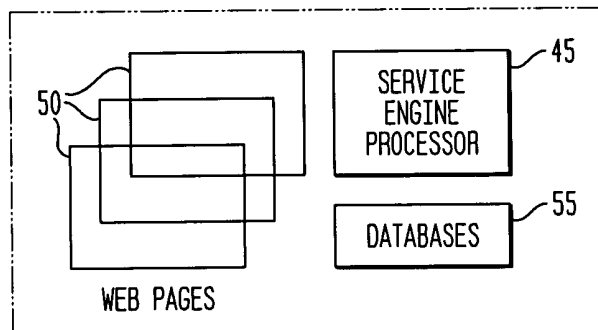 50
WEB PAGES
45
SERVICE
ENGINE
PROCESSOR
55
DATABASES